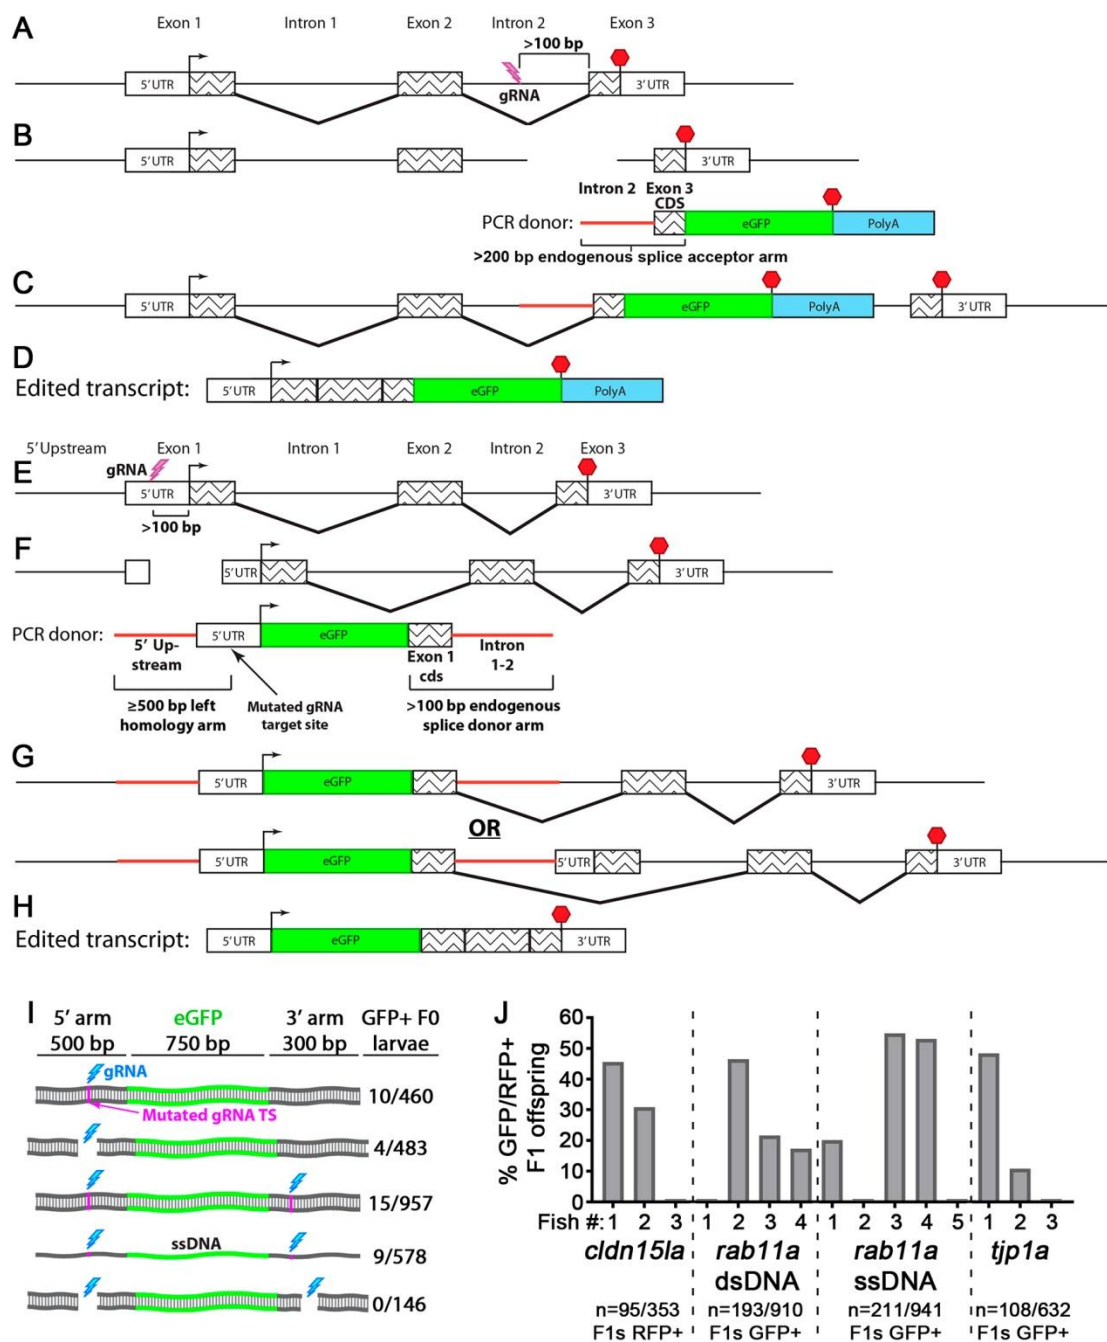 A
Exon 1 Intron 1 Exon 2 Intron 2 Exon 3
>100 bp
5' UTR gRNA 3' UTR
B
5' UTR 3' UTR
Intron 2 Exon 3
CDS
PCR donor: eGFP PolyA
>200 bp endogenous splice acceptor arm
C
5' UTR eGFP PolyA 3' UTR
D
Edited transcript: 5' UTR eGFP PolyA
5' Upstream Exon 1 Intron 1 Exon 2 Intron 2 Exon 3
E gRNA
5' UTR 3' UTR
>100 bp
F
5' UTR 3' UTR
PCR donor: 5' UTR eGFP
5' Up-
stream
Exon 1
cds
Intron
1-2
≥500 bp left
homology arm
Mutated gRNA
target site
>100 bp endogenous
splice donor arm
G
5' UTR eGFP 3' UTR
OR
5' UTR eGFP 5' UTR 3' UTR
H
Edited transcript: 5' UTR eGFP 3' UTR
I 5' arm eGFP 3' arm GFP+ F0
500 bp 750 bp 300 bp larvae
gRNA
10/460
Mutated gRNA TS
4/483
15/957
ssDNA
9/578
0/146
J
% GFP/RFP+
F1 offspring
60
50
40
30
20
10
0
Fish #: 1 2 3 1 2 3 4 1 2 3 4 5 1 2 3
cldn15la rab11a rab11a tjp1a
dsDNA ssDNA
n=95/353 n=193/910 n=211/941 n=108/632
F1s RFP+ F1s GFP+ F1s GFP+ F1s GFP+